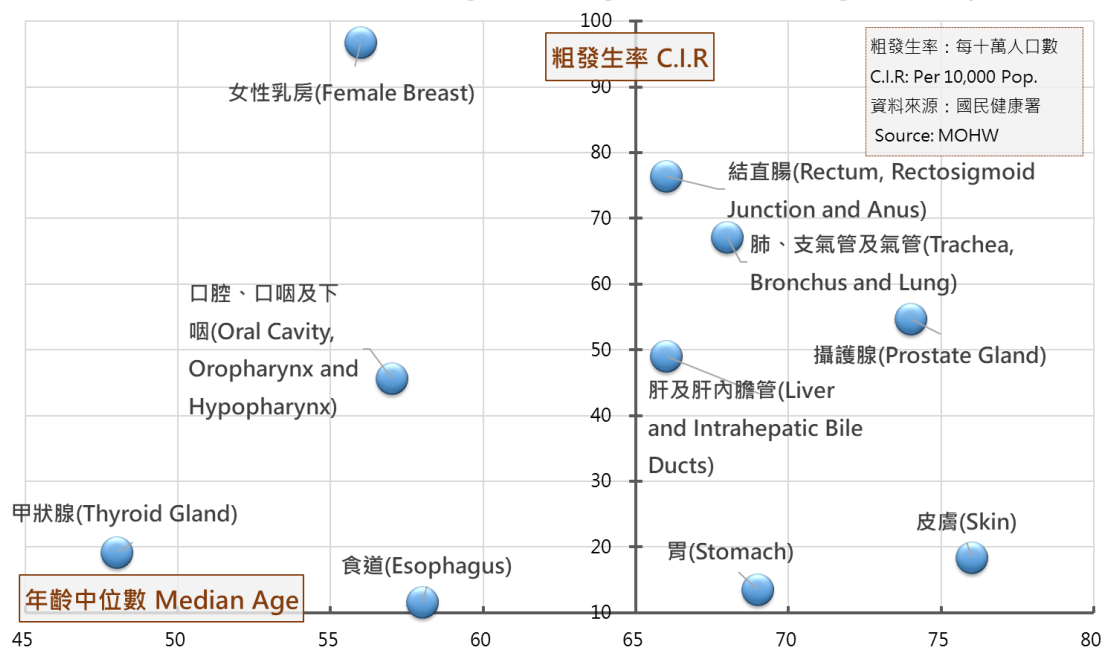 100
粗發生率 C.I.R
粗發生率：每十萬人口數
C.I.R: Per 10,000 Pop.
資料來源：國民健康署
Source: MOHW
女性乳房(Female Breast)
90
80
結直腸(Rectum, Rectosigmoid
Junction and Anus)
70
肺、支氣管及氣管(Trachea,
Bronchus and Lung)
60
口腔、口咽及下
咽(Oral Cavity,
Oropharynx and
Hypopharynx)
50
攝護腺(Prostate Gland)
肝及肝內膽管(Liver
and Intrahepatic Bile
Ducts)
40
30
甲狀腺(Thyroid Gland)
皮膚(Skin)
20
胃(Stomach)
食道(Esophagus)
年齡中位數 Median Age
10
45 50 55 60 65 70 75 80